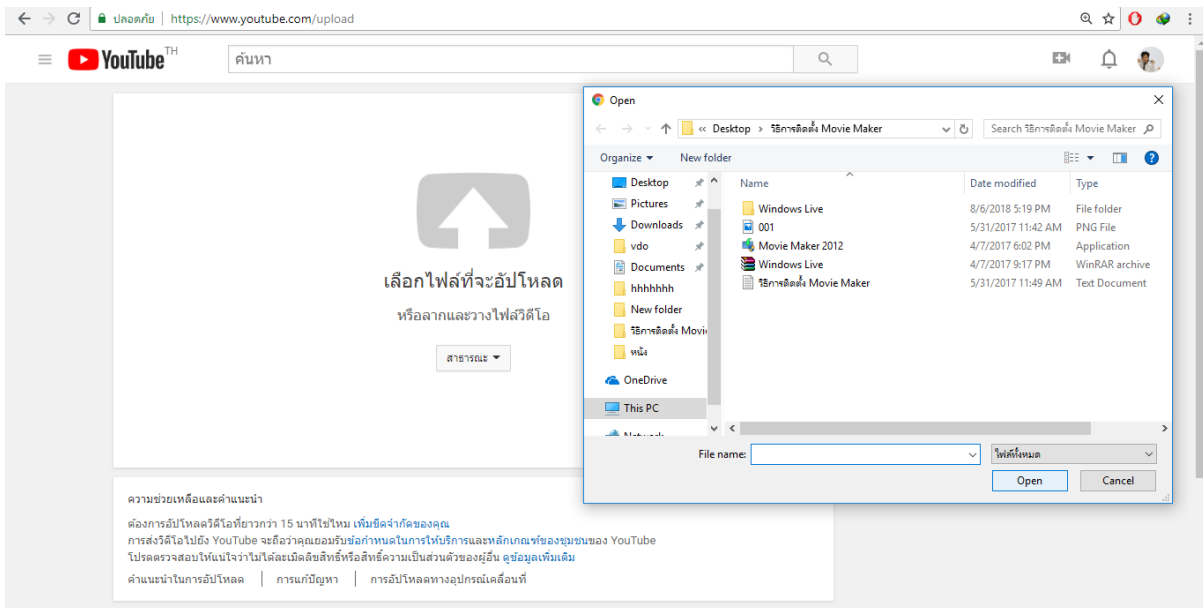 ปลอดภัย | https://www.youtube.com/upload
YouTube TH
ค้นหา
เลือกไฟล์ที่จะอัปโหลด
หรือลากและวางไฟล์วิดีโอ
สาธารณะ
Open
« Desktop › วิธีการติดตั้ง Movie Maker
Search วิธีการติดตั้ง Movie Maker
Organize
New folder
Desktop
Pictures
Downloads
vdo
Documents
hhhhhhh
New folder
วิธีการติดตั้ง Movi
หนัง
OneDrive
This PC
Network
Name Date modified Type
Windows Live 8/6/2018 5:19 PM File folder
001 5/31/2017 11:42 AM PNG File
Movie Maker 2012 4/7/2017 6:02 PM Application
Windows Live 4/7/2017 9:17 PM WinRAR archive
วิธีการติดตั้ง Movie Maker 5/31/2017 11:49 AM Text Document
File name:
ไฟล์ทั้งหมด
Open Cancel
ความช่วยเหลือและคำแนะนำ
ต้องการอัปโหลดวิดีโอที่ยาวกว่า 15 นาทีใช่ไหม เพิ่มขีดจำกัดของคุณ
การส่งวิดีโอไปยัง YouTube จะถือว่าคุณยอมรับข้อกำหนดในการให้บริการและหลักเกณฑ์ของชุมชนของ YouTube
โปรดตรวจสอบให้แน่ใจว่าไม่ได้ละเมิดลิขสิทธิ์หรือสิทธิ์ความเป็นส่วนตัวของผู้อื่น ดูข้อมูลเพิ่มเติม
คำแนะนำในการอัปโหลด | การแก้ปัญหา | การอัปโหลดทางอุปกรณ์เคลื่อนที่